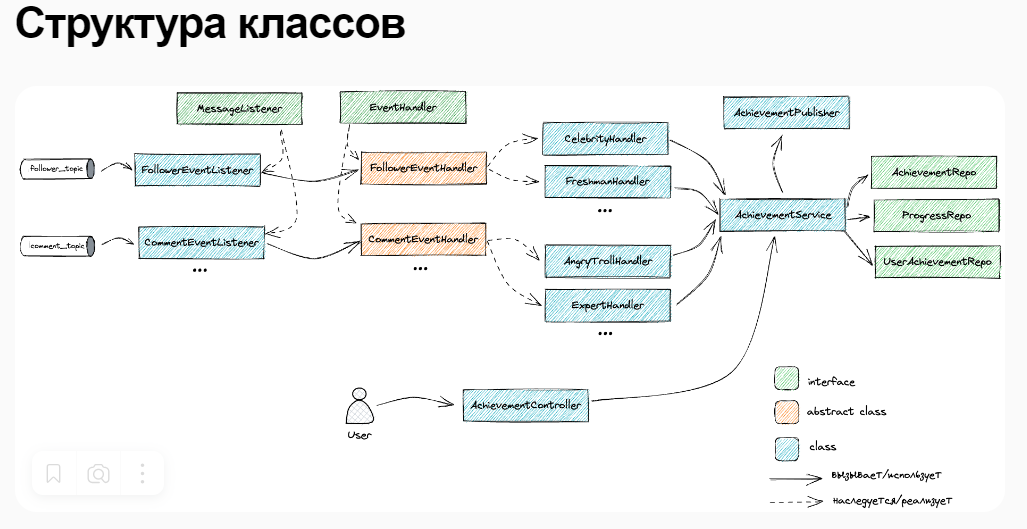 Структура классов
MessageListener
EventHandler
AchievementPublisher
CelebrityHandler
follower_topic
FollowerEventListener
FollowerEventHandler
FreshmanHandler
AchievementRepo
...
AchievementService
ProgressRepo
comment_topic
CommentEventListener
CommentEventHandler
AngryTrollHandler
UserAchievementRepo
...
...
ExpertHandler
...
interface
AchievementController
abstract class
User
class
вызывает/использует
наследуется/реализует